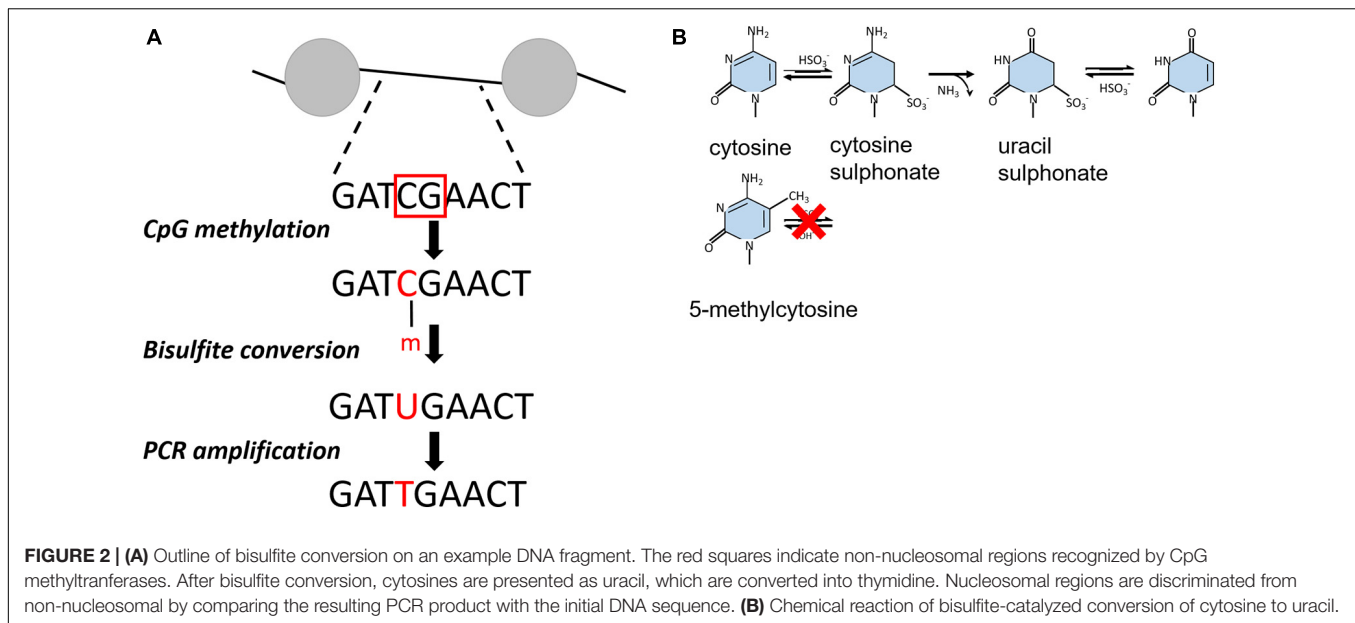 A
GATCGAACT
CpG methylation
GATCGAACT
m
Bisulfite conversion
GATUGAACT
PCR amplification
GATTGAACT
B
NH₂
N
O
N
cytosine
HSO₃⁻
NH₂
N
O
N
SO₃⁻
cytosine
sulphonate
NH₃
O
HN
O
N
SO₃⁻
uracil
sulphonate
HSO₃⁻
O
HN
O
N
NH₂
CH₃
N
O
N
OH
5-methylcytosine
FIGURE 2 | (A) Outline of bisulfite conversion on an example DNA fragment. The red squares indicate non-nucleosomal regions recognized by CpG
methyltranferases. After bisulfite conversion, cytosines are presented as uracil, which are converted into thymidine. Nucleosomal regions are discriminated from
non-nucleosomal by comparing the resulting PCR product with the initial DNA sequence. (B) Chemical reaction of bisulfite-catalyzed conversion of cytosine to uracil.